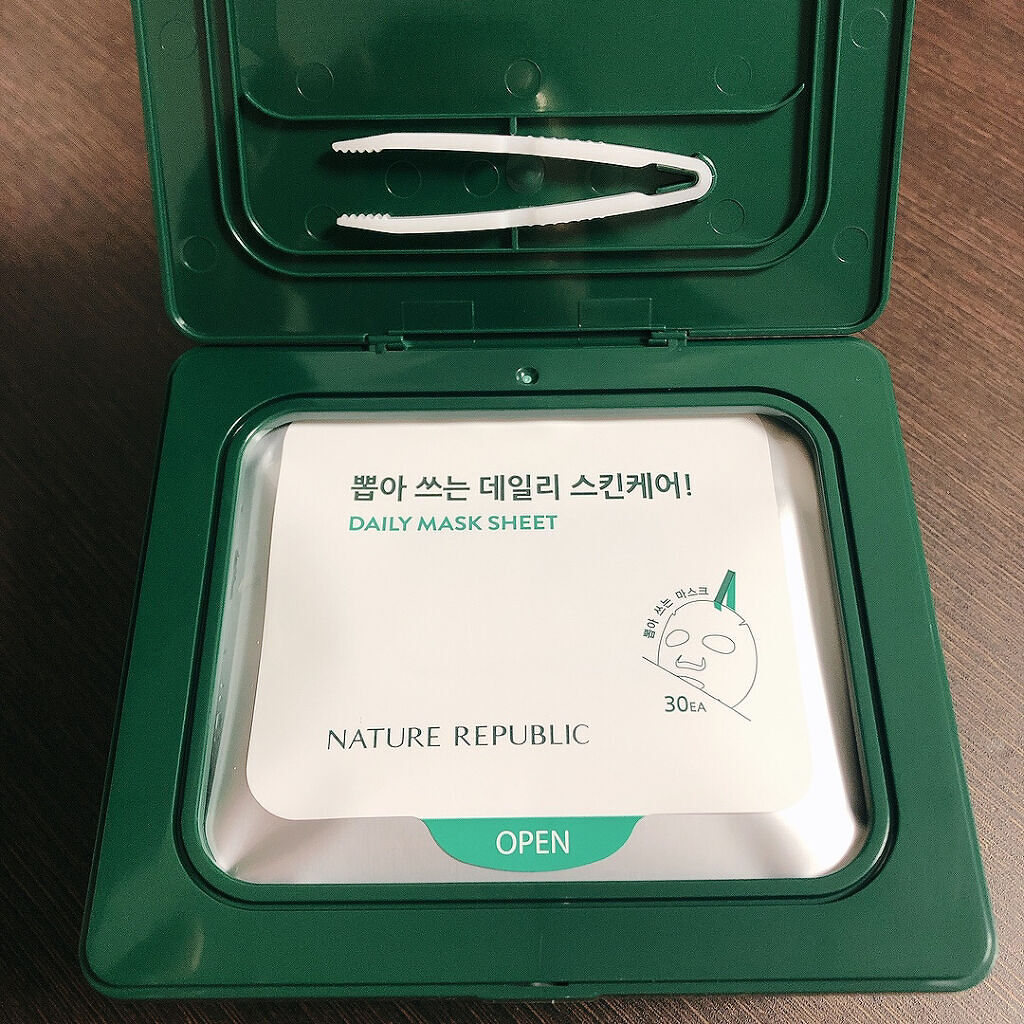 뽑아 쓰는 데일리 스킨케어!
DAILY MASK SHEET
뽑아 쓰는 마스크
30EA
NATURE REPUBLIC
OPEN